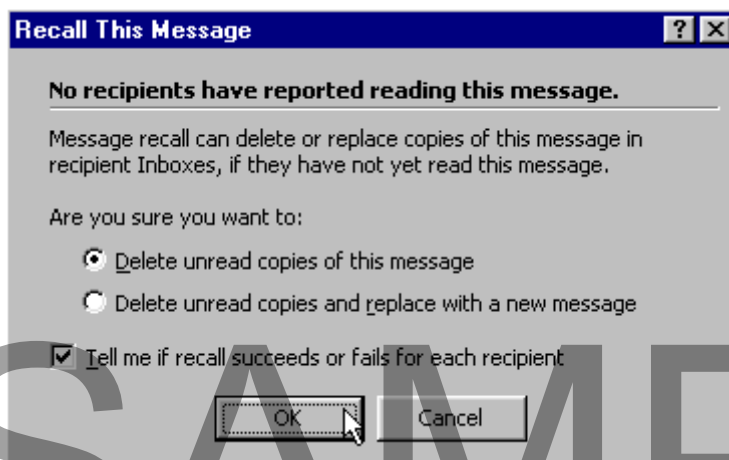 Recall This Message
No recipients have reported reading this message.
Message recall can delete or replace copies of this message in
recipient Inboxes, if they have not yet read this message.
Are you sure you want to:
Delete unread copies of this message
Delete unread copies and replace with a new message
Tell me if recall succeeds or fails for each recipient
OK Cancel